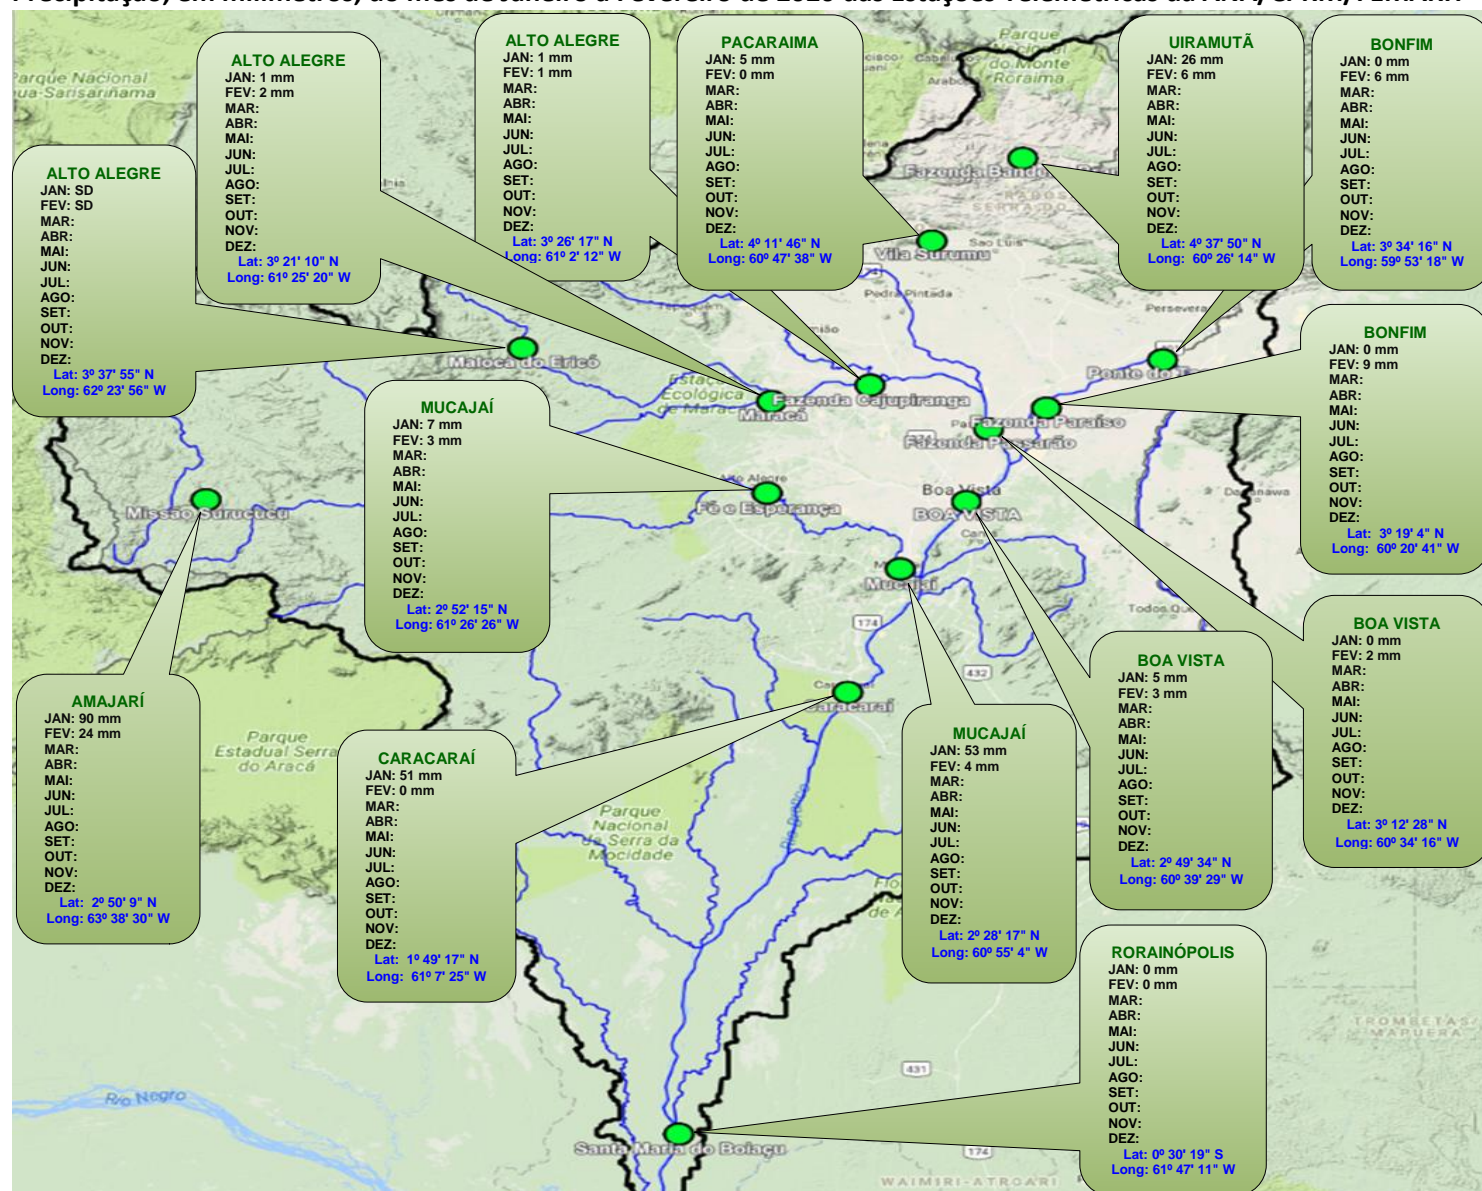 ALTO ALEGRE
JAN: 1 mm
FEV: 2 mm
MAR:
ABR:
MAI:
JUN:
JUL:
AGO:
SET:
OUT:
NOV:
DEZ:
Lat: 3º 21' 10" N
Long: 61º 25' 20" W
ALTO ALEGRE
JAN: 1 mm
FEV: 1 mm
MAR:
ABR:
MAI:
JUN:
JUL:
AGO:
SET:
OUT:
NOV:
DEZ:
Lat: 3º 26' 17" N
Long: 61º 2' 12" W
PACARAIMA
JAN: 5 mm
FEV: 0 mm
MAR:
ABR:
MAI:
JUN:
JUL:
AGO:
SET:
OUT:
NOV:
DEZ:
Lat: 4º 11' 46" N
Long: 60º 47' 38" W
UIRAMUTÃ
JAN: 26 mm
FEV: 6 mm
MAR:
ABR:
MAI:
JUN:
JUL:
AGO:
SET:
OUT:
NOV:
DEZ:
Lat: 4º 37' 50" N
Long: 60º 26' 14" W
BONFIM
JAN: 0 mm
FEV: 6 mm
MAR:
ABR:
MAI:
JUN:
JUL:
AGO:
SET:
OUT:
NOV:
DEZ:
Lat: 3º 34' 16" N
Long: 59º 53' 18" W
ALTO ALEGRE
JAN: SD
FEV: SD
MAR:
ABR:
MAI:
JUN:
JUL:
AGO:
SET:
OUT:
NOV:
DEZ:
Lat: 3º 37' 55" N
Long: 62º 23' 56" W
BONFIM
JAN: 0 mm
FEV: 9 mm
MAR:
ABR:
MAI:
JUN:
JUL:
AGO:
SET:
OUT:
NOV:
DEZ:
Lat: 3º 19' 4" N
Long: 60º 20' 41" W
MUCAJAÍ
JAN: 7 mm
FEV: 3 mm
MAR:
ABR:
MAI:
JUN:
JUL:
AGO:
SET:
OUT:
NOV:
DEZ:
Lat: 2º 52' 15" N
Long: 61º 26' 26" W
BOA VISTA
JAN: 0 mm
FEV: 2 mm
MAR:
ABR:
MAI:
JUN:
JUL:
AGO:
SET:
OUT:
NOV:
DEZ:
Lat: 3º 12' 28" N
Long: 60º 34' 16" W
BOA VISTA
JAN: 5 mm
FEV: 3 mm
MAR:
ABR:
MAI:
JUN:
JUL:
AGO:
SET:
OUT:
NOV:
DEZ:
Lat: 2º 49' 34" N
Long: 60º 39' 29" W
AMAJARÍ
JAN: 90 mm
FEV: 24 mm
MAR:
ABR:
MAI:
JUN:
JUL:
AGO:
SET:
OUT:
NOV:
DEZ:
Lat: 2º 50' 9" N
Long: 63º 38' 30" W
CARACARAÍ
JAN: 51 mm
FEV: 0 mm
MAR:
ABR:
MAI:
JUN:
JUL:
AGO:
SET:
OUT:
NOV:
DEZ:
Lat: 1º 49' 17" N
Long: 61º 7' 25" W
MUCAJAÍ
JAN: 53 mm
FEV: 4 mm
MAR:
ABR:
MAI:
JUN:
JUL:
AGO:
SET:
OUT:
NOV:
DEZ:
Lat: 2º 28' 17" N
Long: 60º 55' 4" W
RORAINÓPOLIS
JAN: 0 mm
FEV: 0 mm
MAR:
ABR:
MAI:
JUN:
JUL:
AGO:
SET:
OUT:
NOV:
DEZ:
Lat: 0º 30' 19" S
Long: 61º 47' 11" W
Parque
do Monte
Roraima
Parque Nacional
Fazenda
Vila Surumu
Sao Luis
Pedra Pintada
Maloca do Ericó
Ponte do
Fazenda Cajupiranga
Maracá
Fazenda Paraíso
Fazenda Passarão
Missão Surucucu
Fé e Esperança
Boa Vista
BOA VISTA
Mucajaí
174
432
Caracaraí
Parque
Estadual Serra
do Aracá
Parque
Nacional
da Serra da
Mocidade
Rio Branco
Rio Negro
431
174
Santa Maria do Boiaçu
TROMBETAS/
MAPUERA
WAIMIRI-ATROARI